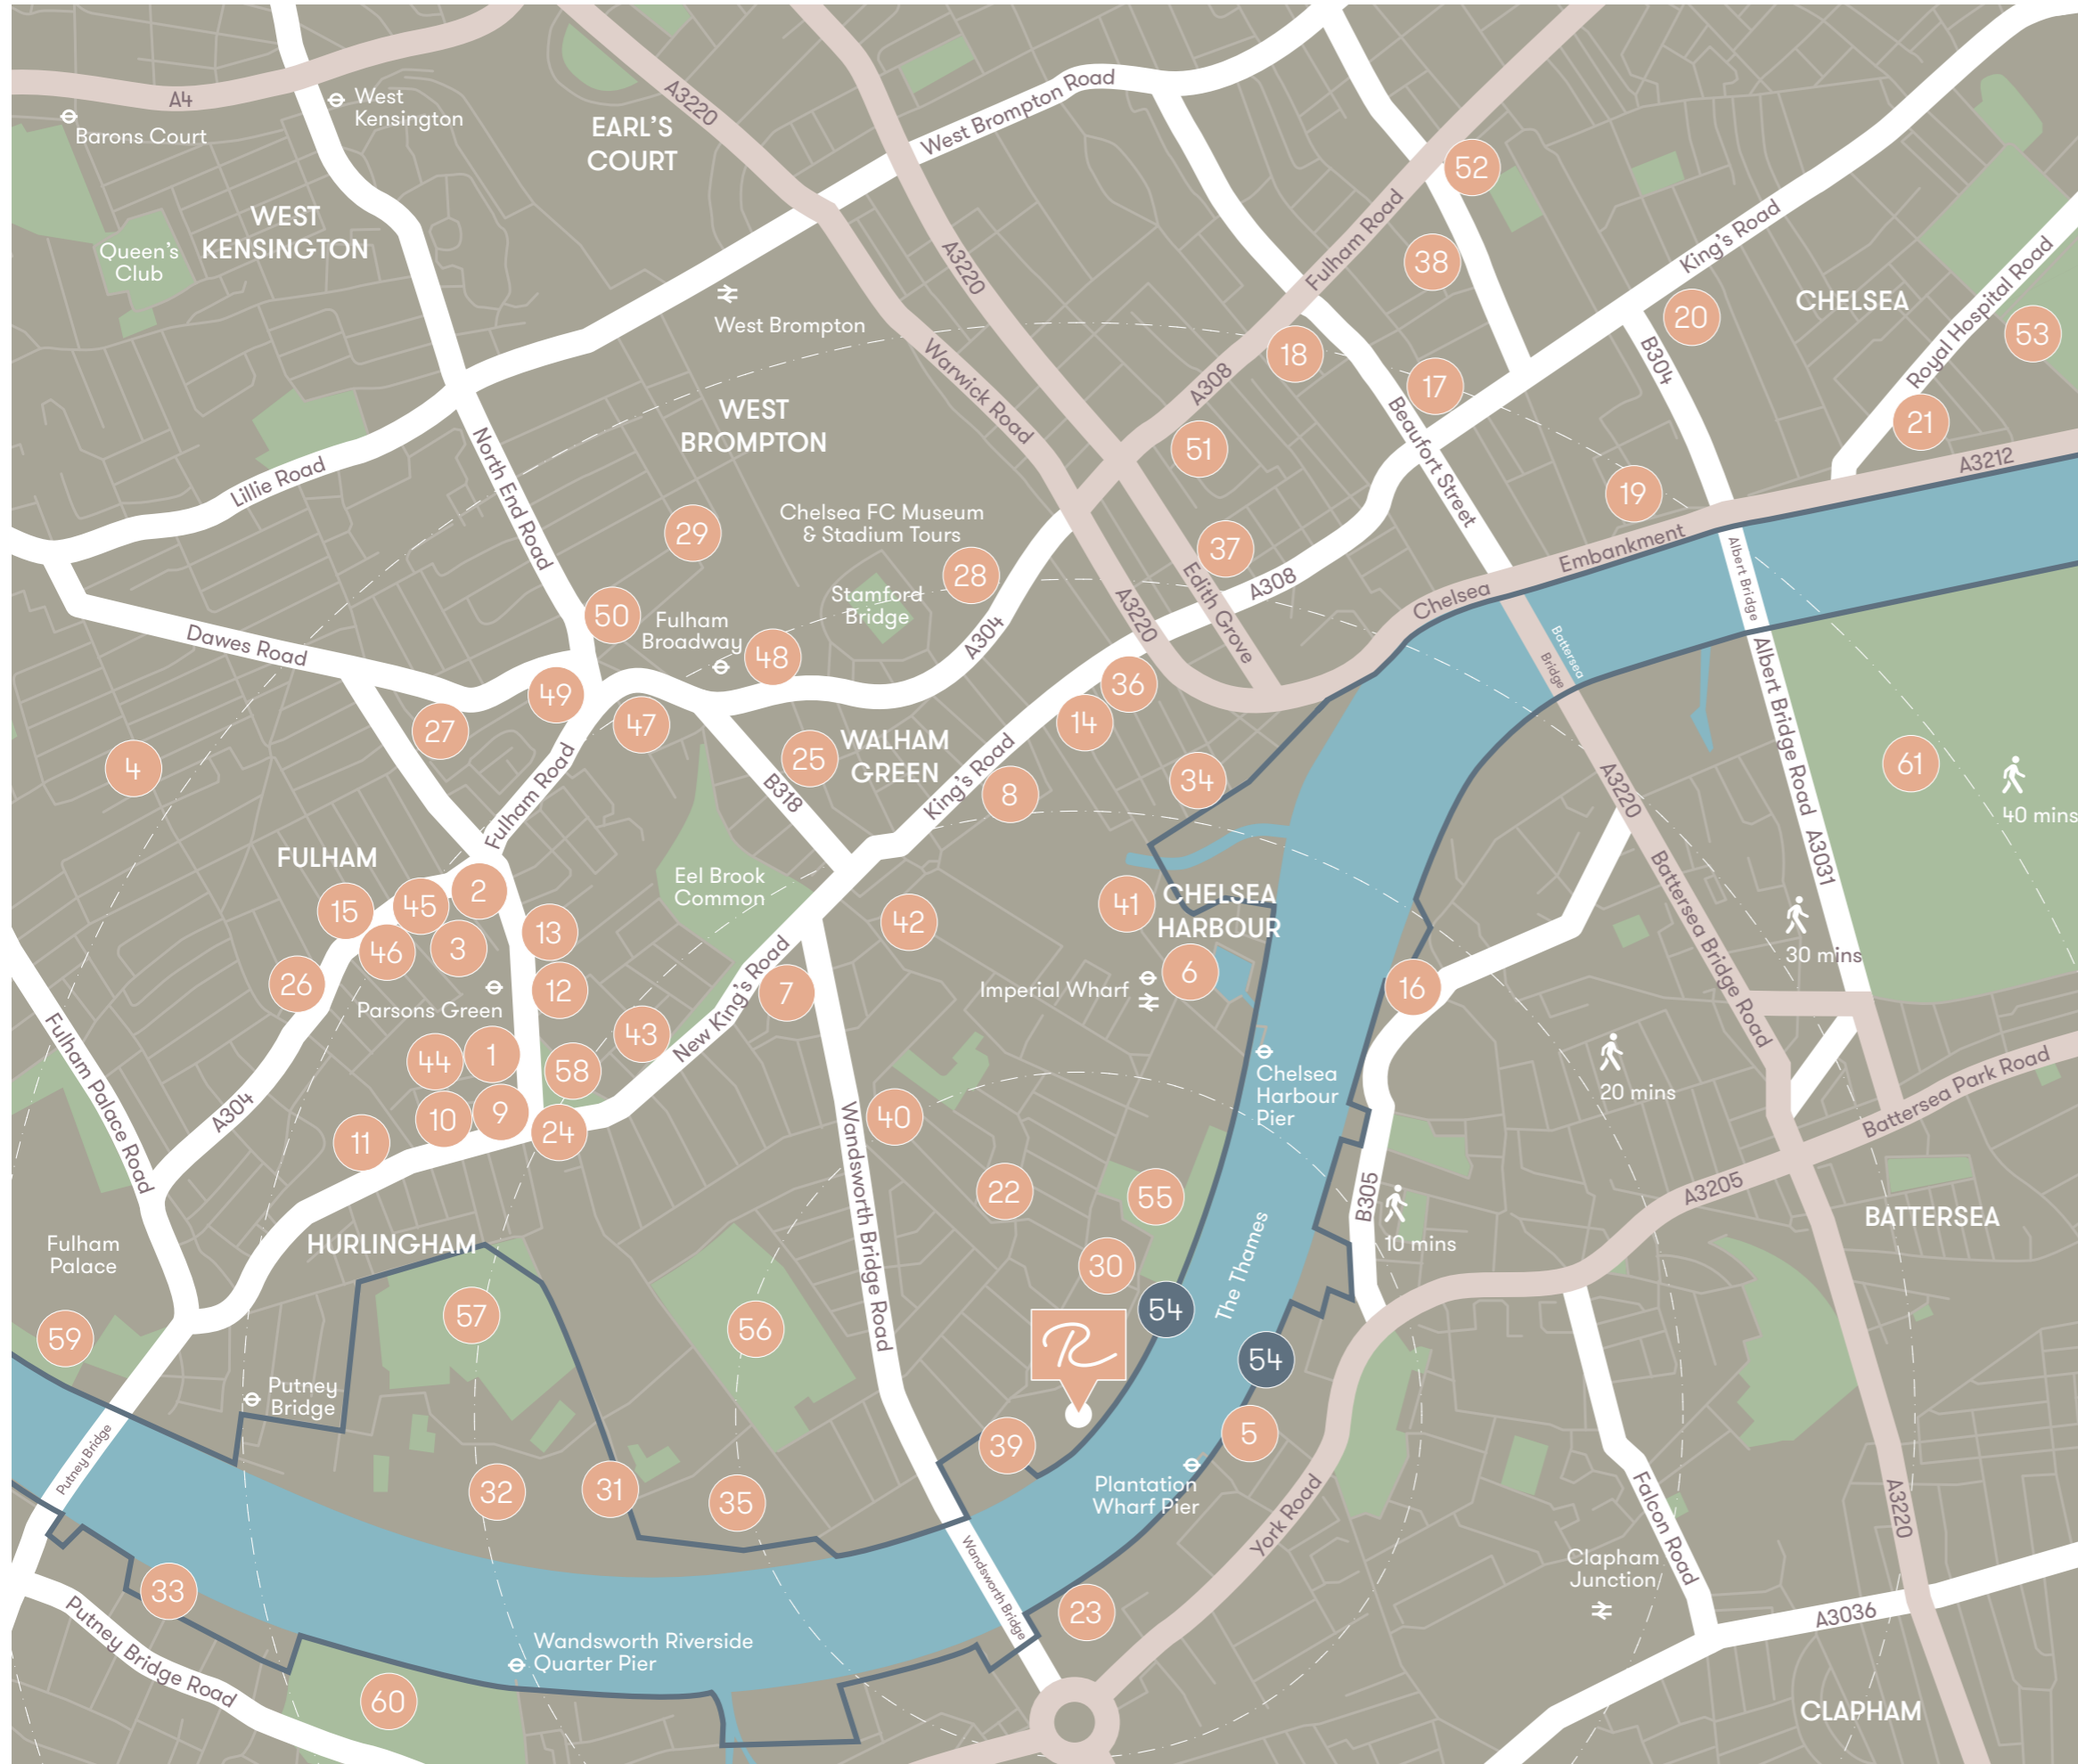 A4
Barons Court
West
Kensington
EARL'S
COURT
A3220
West Brompton Road
52
WEST
KENSINGTON
Queen's
Club
A3220
Fulham Road
38
King's Road
CHELSEA
Royal Hospital Road
53
West Brompton
20
18
B304
A308
17
Warwick Road
WEST
BROMPTON
Beaufort Street
21
51
A3212
Lillie Road
North End Road
19
29
Chelsea FC Museum
& Stadium Tours
28
37
Embankment
Albert Bridge
Edith Grove
A308
Chelsea
Stamford
Bridge
50
Fulham
Broadway
48
A304
A3220
Dawes Road
Battersea
Bridge
49
47
36
14
Albert Bridge Road
27
25
WALHAM
GREEN
4
B318
King's Road
8
34
A3220
61
40 mins
Fulham Road
FULHAM
A3031
15
45
2
Eel Brook
Common
42
41
CHELSEA
HARBOUR
Battersea Bridge Road
30 mins
46
3
13
26
12
Parsons Green
New King's Road
7
Imperial Wharf
6
16
43
44
1
58
Fulham Palace Road
Chelsea
Harbour
Pier
20 mins
Battersea Park Road
A304
11
10
9
24
40
Wandsworth Bridge Road
22
55
B305
A3205
BATTERSEA
10 mins
Fulham
Palace
HURLINGHAM
30
The Thames
54
59
57
56
R
54
Putney
Bridge
Putney Bridge
39
5
32
31
35
Plantation
Wharf Pier
York Road
Falcon Road
A3220
Wandsworth Bridge
Clapham
Junction
33
23
A3036
Putney Bridge Road
Wandsworth Riverside
Quarter Pier
60
CLAPHAM